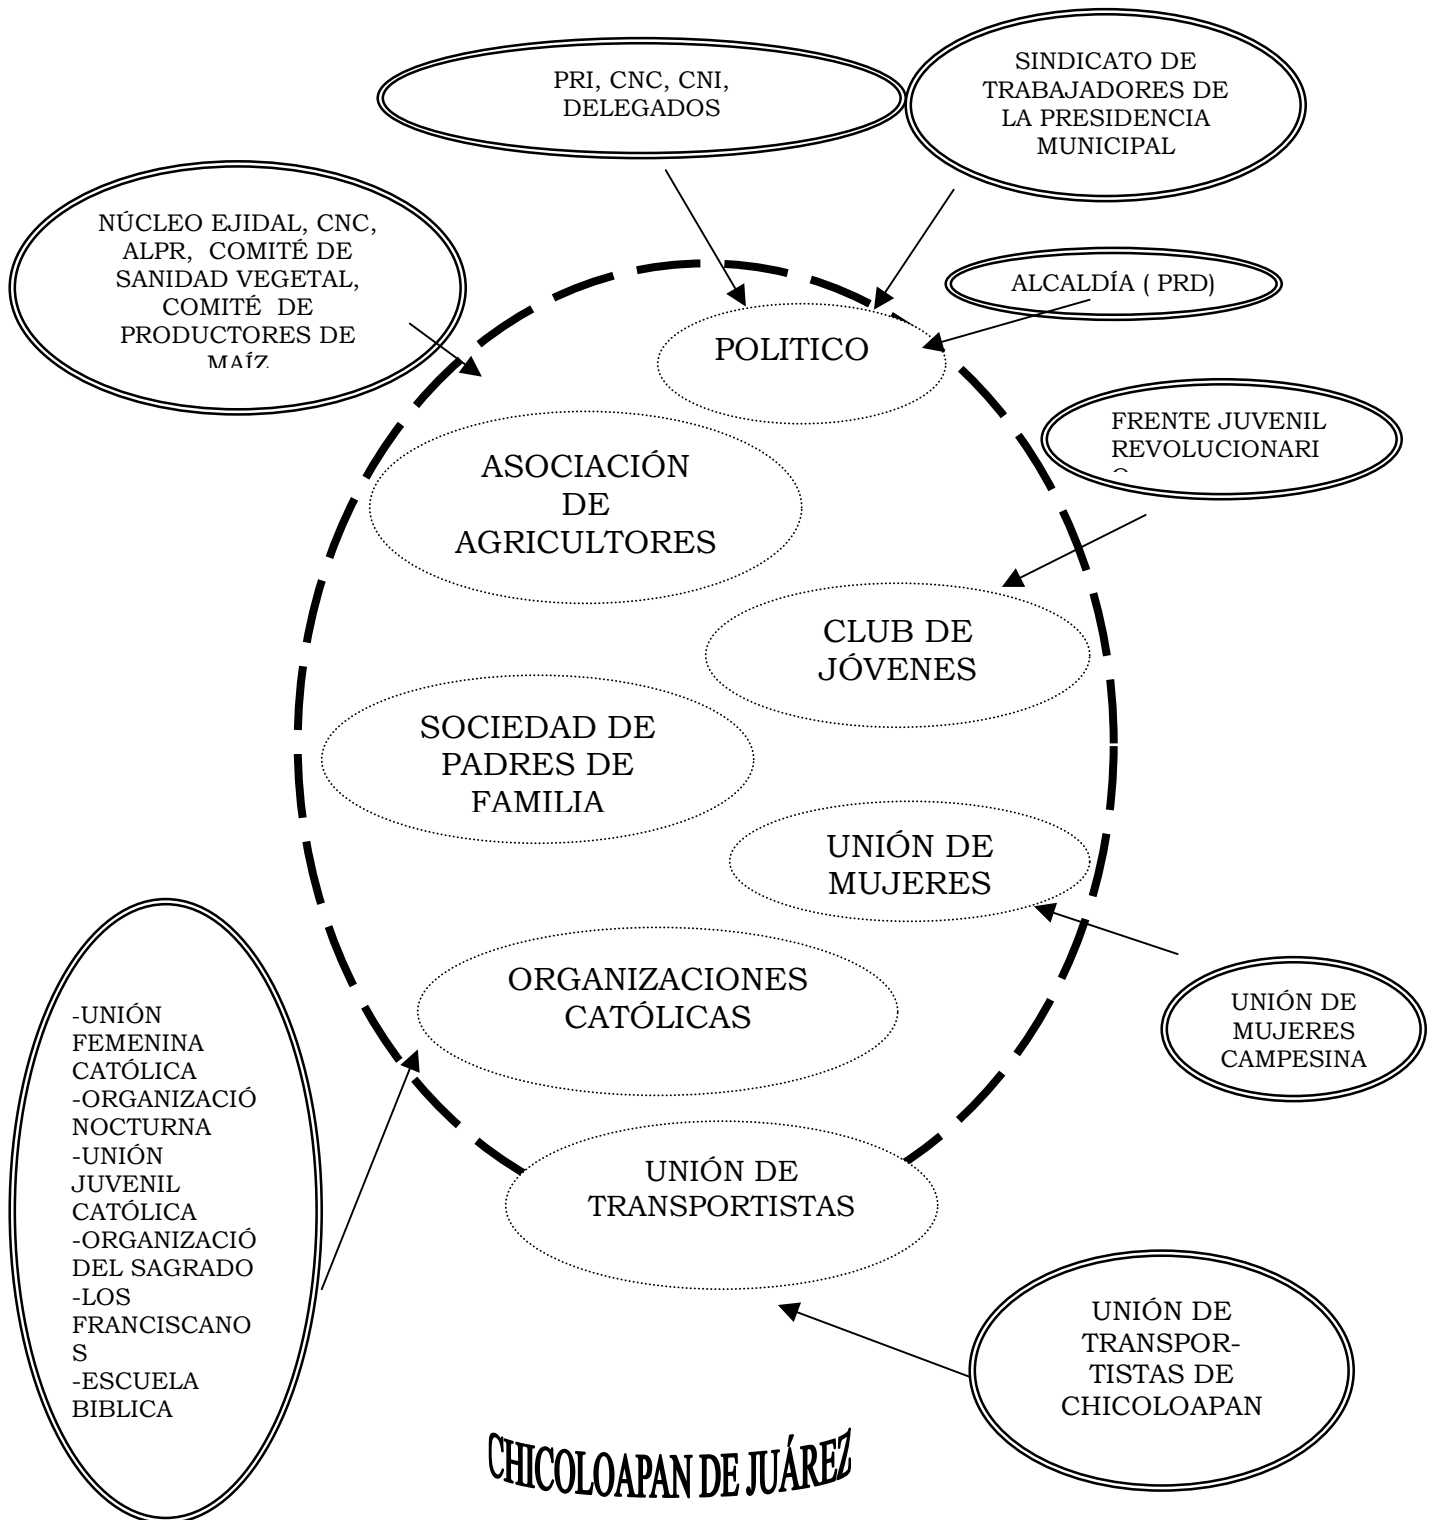 PRI, CNC, CNI,
DELEGADOS
SINDICATO DE
TRABAJADORES DE
LA PRESIDENCIA
MUNICIPAL
NÚCLEO EJIDAL, CNC,
ALPR, COMITÉ DE
SANIDAD VEGETAL,
COMITÉ DE
PRODUCTORES DE
MAÍZ
ALCALDÍA ( PRD)
POLITICO
FRENTE JUVENIL
REVOLUCIONARI
O
ASOCIACIÓN
DE
AGRICULTORES
CLUB DE
JÓVENES
SOCIEDAD DE
PADRES DE
FAMILIA
UNIÓN DE
MUJERES
ORGANIZACIONES
CATÓLICAS
UNIÓN DE
MUJERES
CAMPESINA
-UNIÓN
FEMENINA
CATÓLICA
-ORGANIZACIÓ
NOCTURNA
-UNIÓN
JUVENIL
CATÓLICA
-ORGANIZACIÓ
DEL SAGRADO
-LOS
FRANCISCANO
S
-ESCUELA
BIBLICA
UNIÓN DE
TRANSPORTISTAS
UNIÓN DE
TRANSPOR-
TISTAS DE
CHICOLOAPAN
CHICOLOAPAN DE JUÁREZ